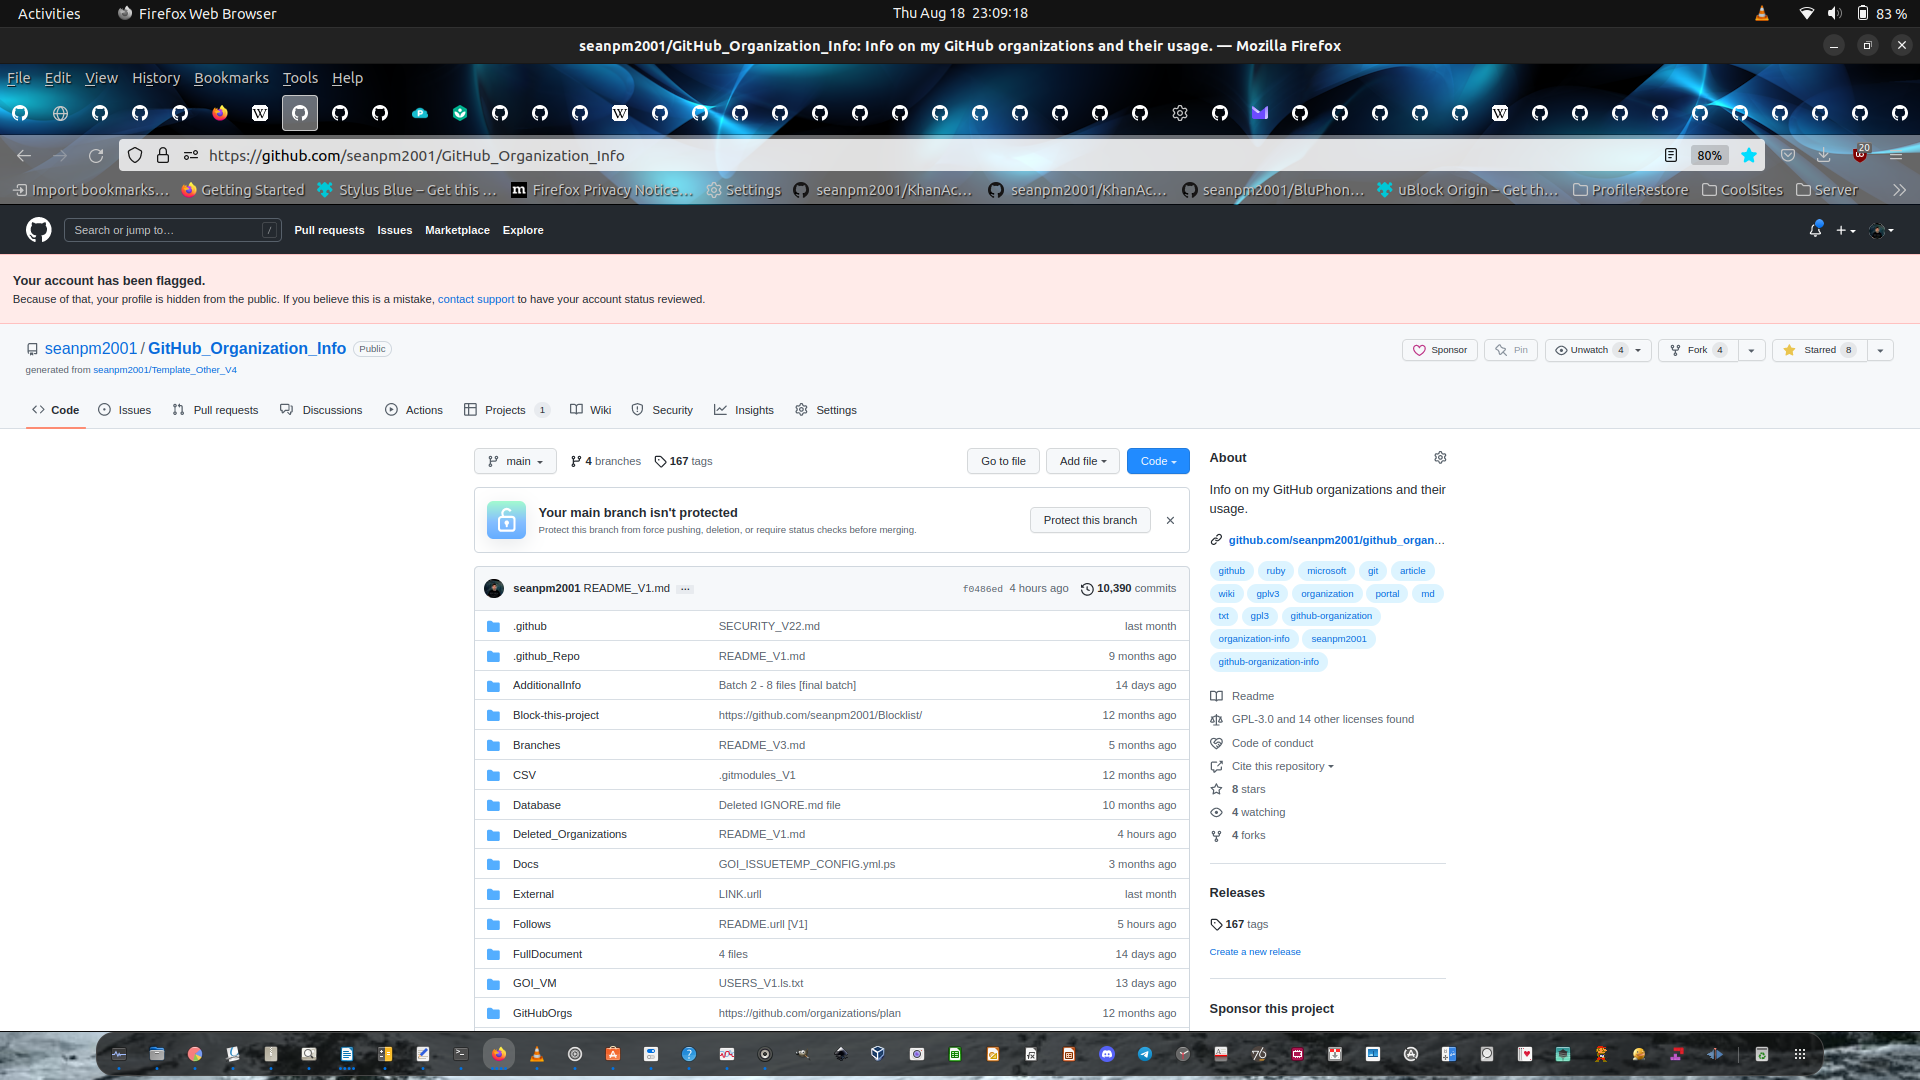 Activities
Firefox Web Browser
Thu Aug 18 23:09:18
83 %
seanpm2001/GitHub_Organization_Info: Info on my GitHub organizations and their usage. — Mozilla Firefox
File Edit View History Bookmarks Tools Help
https://github.com/seanpm2001/GitHub_Organization_Info
80%
20
Import bookmarks…
Getting Started
Stylus Blue – Get this …
Firefox Privacy Notice…
Settings
seanpm2001/KhanAc…
seanpm2001/KhanAc…
seanpm2001/BluPhon…
uBlock Origin – Get th…
ProfileRestore
CoolSites
Server
Search or jump to…
/
Pull requests
Issues
Marketplace
Explore
Your account has been flagged.
Because of that, your profile is hidden from the public. If you believe this is a mistake, contact support to have your account status reviewed.
seanpm2001 / GitHub_Organization_Info Public
Sponsor
Pin
Unwatch 4
Fork 4
Starred 8
generated from seanpm2001/Template_Other_V4
Code
Issues
Pull requests
Discussions
Actions
Projects 1
Wiki
Security
Insights
Settings
main
4 branches
167 tags
Go to file
Add file
Code
Your main branch isn't protected
Protect this branch from force pushing, deletion, or require status checks before merging.
Protect this branch
seanpm2001 README_V1.md … f0486ed 4 hours ago 10,390 commits
.github SECURITY_V22.md last month
.github_Repo README_V1.md 9 months ago
AdditionalInfo Batch 2 - 8 files [final batch] 14 days ago
Block-this-project https://github.com/seanpm2001/Blocklist/ 12 months ago
Branches README_V3.md 5 months ago
CSV .gitmodules_V1 12 months ago
Database Deleted IGNORE.md file 10 months ago
Deleted_Organizations README_V1.md 4 hours ago
Docs GOI_ISSUETEMP_CONFIG.yml.ps 3 months ago
External LINK.urll last month
Follows README.urll [V1] 5 hours ago
FullDocument 4 files 14 days ago
GOI_VM USERS_V1.ls.txt 13 days ago
GitHubOrgs https://github.com/organizations/plan 12 months ago
About
Info on my GitHub organizations and their
usage.
github.com/seanpm2001/github_organ…
github ruby microsoft git article
wiki gplv3 organization portal md
txt gpl3 github-organization
organization-info seanpm2001
github-organization-info
Readme
GPL-3.0 and 14 other licenses found
Code of conduct
Cite this repository
8 stars
4 watching
4 forks
Releases
167 tags
Create a new release
Sponsor this project